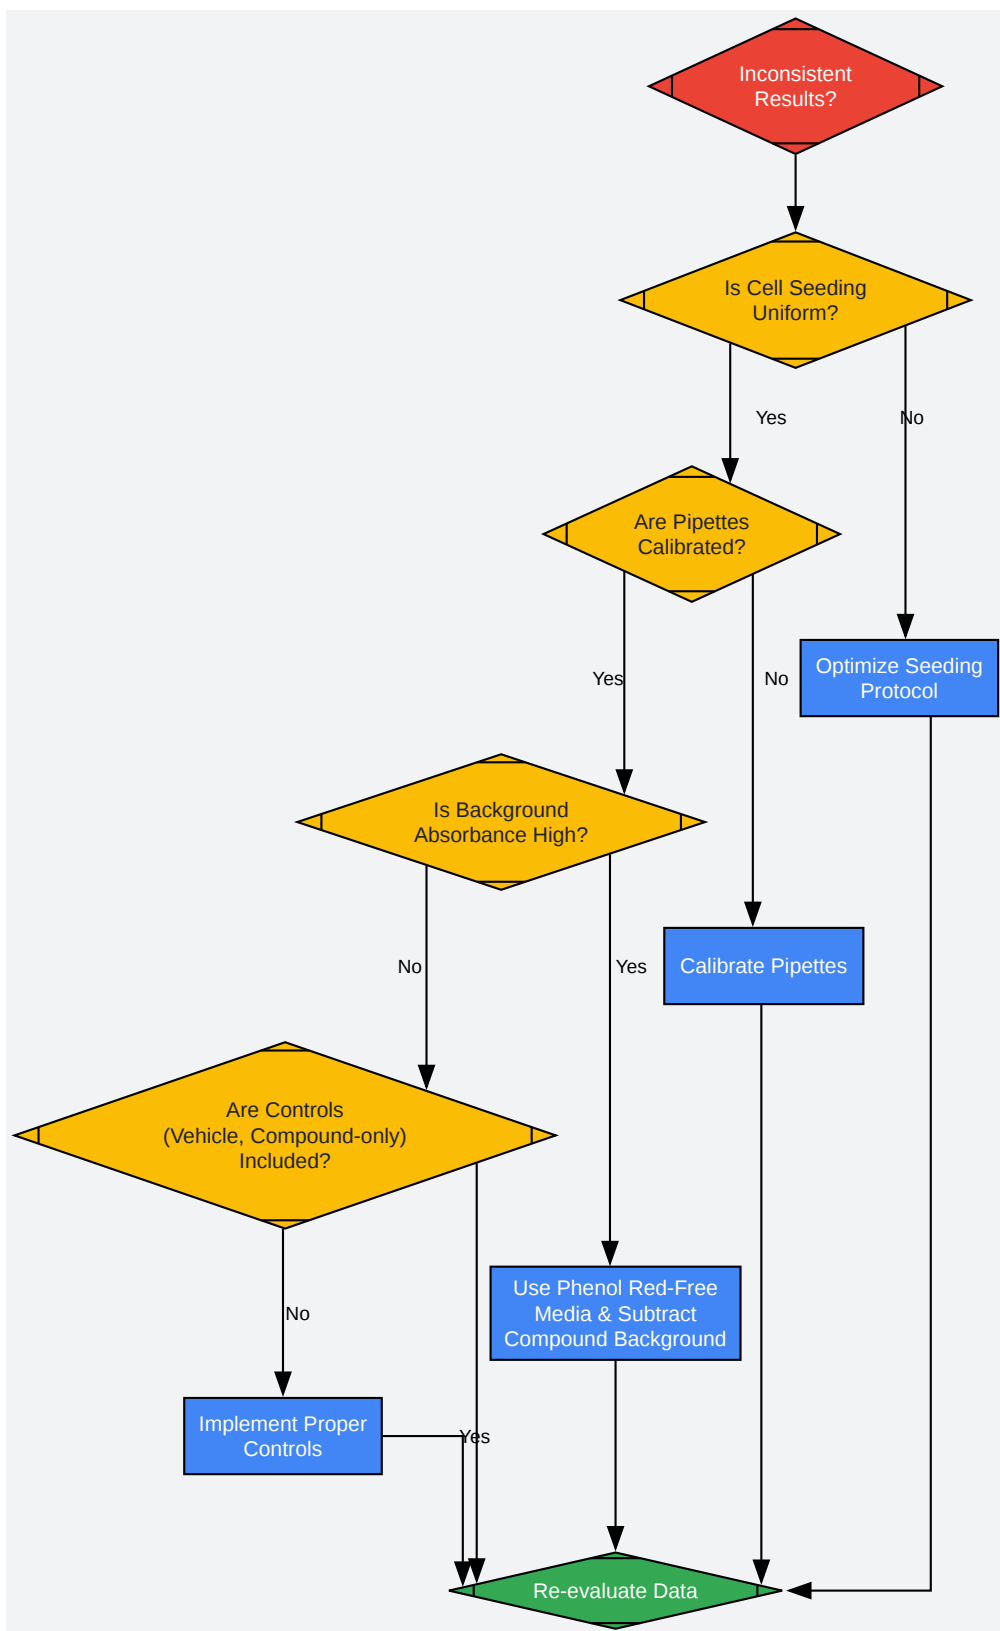 Inconsistent
Results?
Is Cell Seeding
Uniform?
Yes
No
Are Pipettes
Calibrated?
Optimize Seeding
Protocol
Yes
No
Is Background
Absorbance High?
No
Yes
Calibrate Pipettes
Are Controls
(Vehicle, Compound-only)
Included?
Use Phenol Red-Free
Media & Subtract
Compound Background
No
Implement Proper
Controls
Yes
Re-evaluate Data